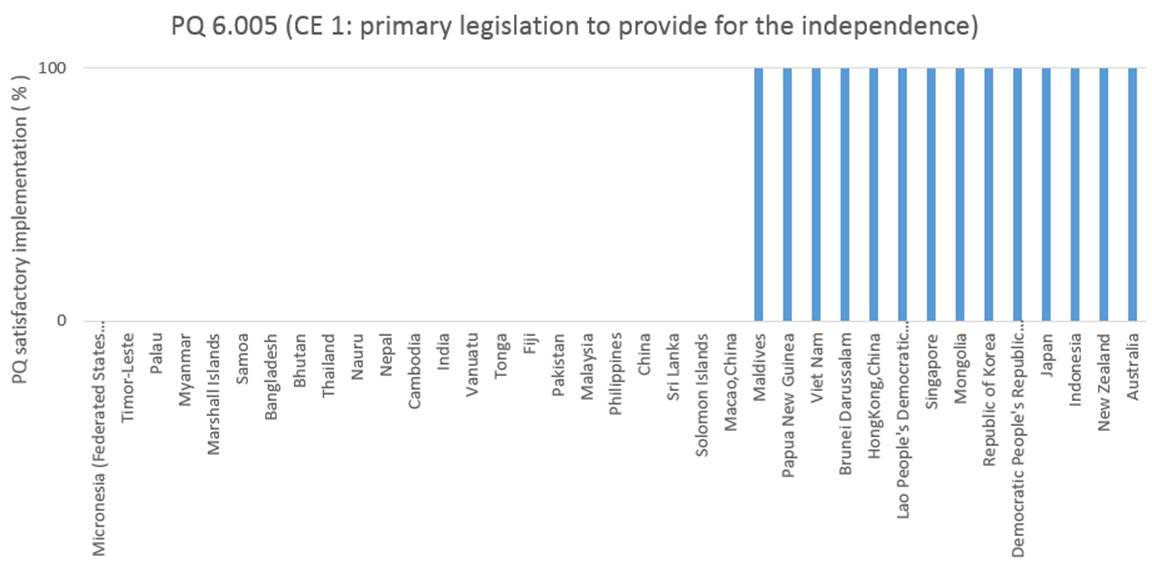 PQ 6.005 (CE 1: primary legislation to provide for the independence)
PQ satisfactory implementation ( % )
100
0
Micronesia (Federated States...
Timor-Leste
Palau
Myanmar
Marshall Islands
Samoa
Bangladesh
Bhutan
Thailand
Nauru
Nepal
Cambodia
India
Vanuatu
Tonga
Fiji
Pakistan
Malaysia
Philippines
China
Sri Lanka
Solomon Islands
Macao,China
Maldives
Papua New Guinea
Viet Nam
Brunei Darussalam
HongKong,China
Lao People's Democratic...
Singapore
Mongolia
Republic of Korea
Democratic People's Republic...
Japan
Indonesia
New Zealand
Australia